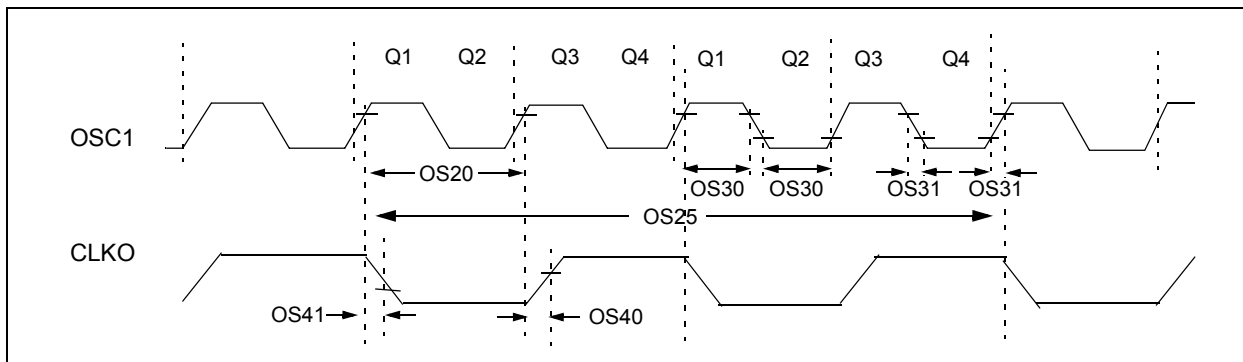 Q1 Q2 Q3 Q4 Q1 Q2 Q3 Q4
OSC1
OS20 OS30 OS30 OS31 OS31
OS25
CLKO
OS41 OS40